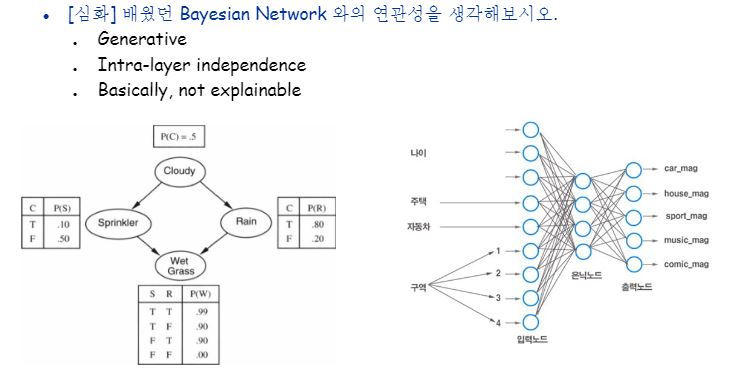 • [심화] 배웠던 Bayesian Network 와의 연관성을 생각해보시오.
• Generative
• Intra-layer independence
• Basically, not explainable
P(C) = .5
Cloudy
C P(S)
T .10
F .50
Sprinkler
Rain
C P(R)
T .80
F .20
Wet
Grass
S R P(W)
T T .99
T F .90
F T .90
F F .00
나이
주택
자동차
구역
1
2
3
4
입력노드
은닉노드
출력노드
car_mag
house_mag
sport_mag
music_mag
comic_mag